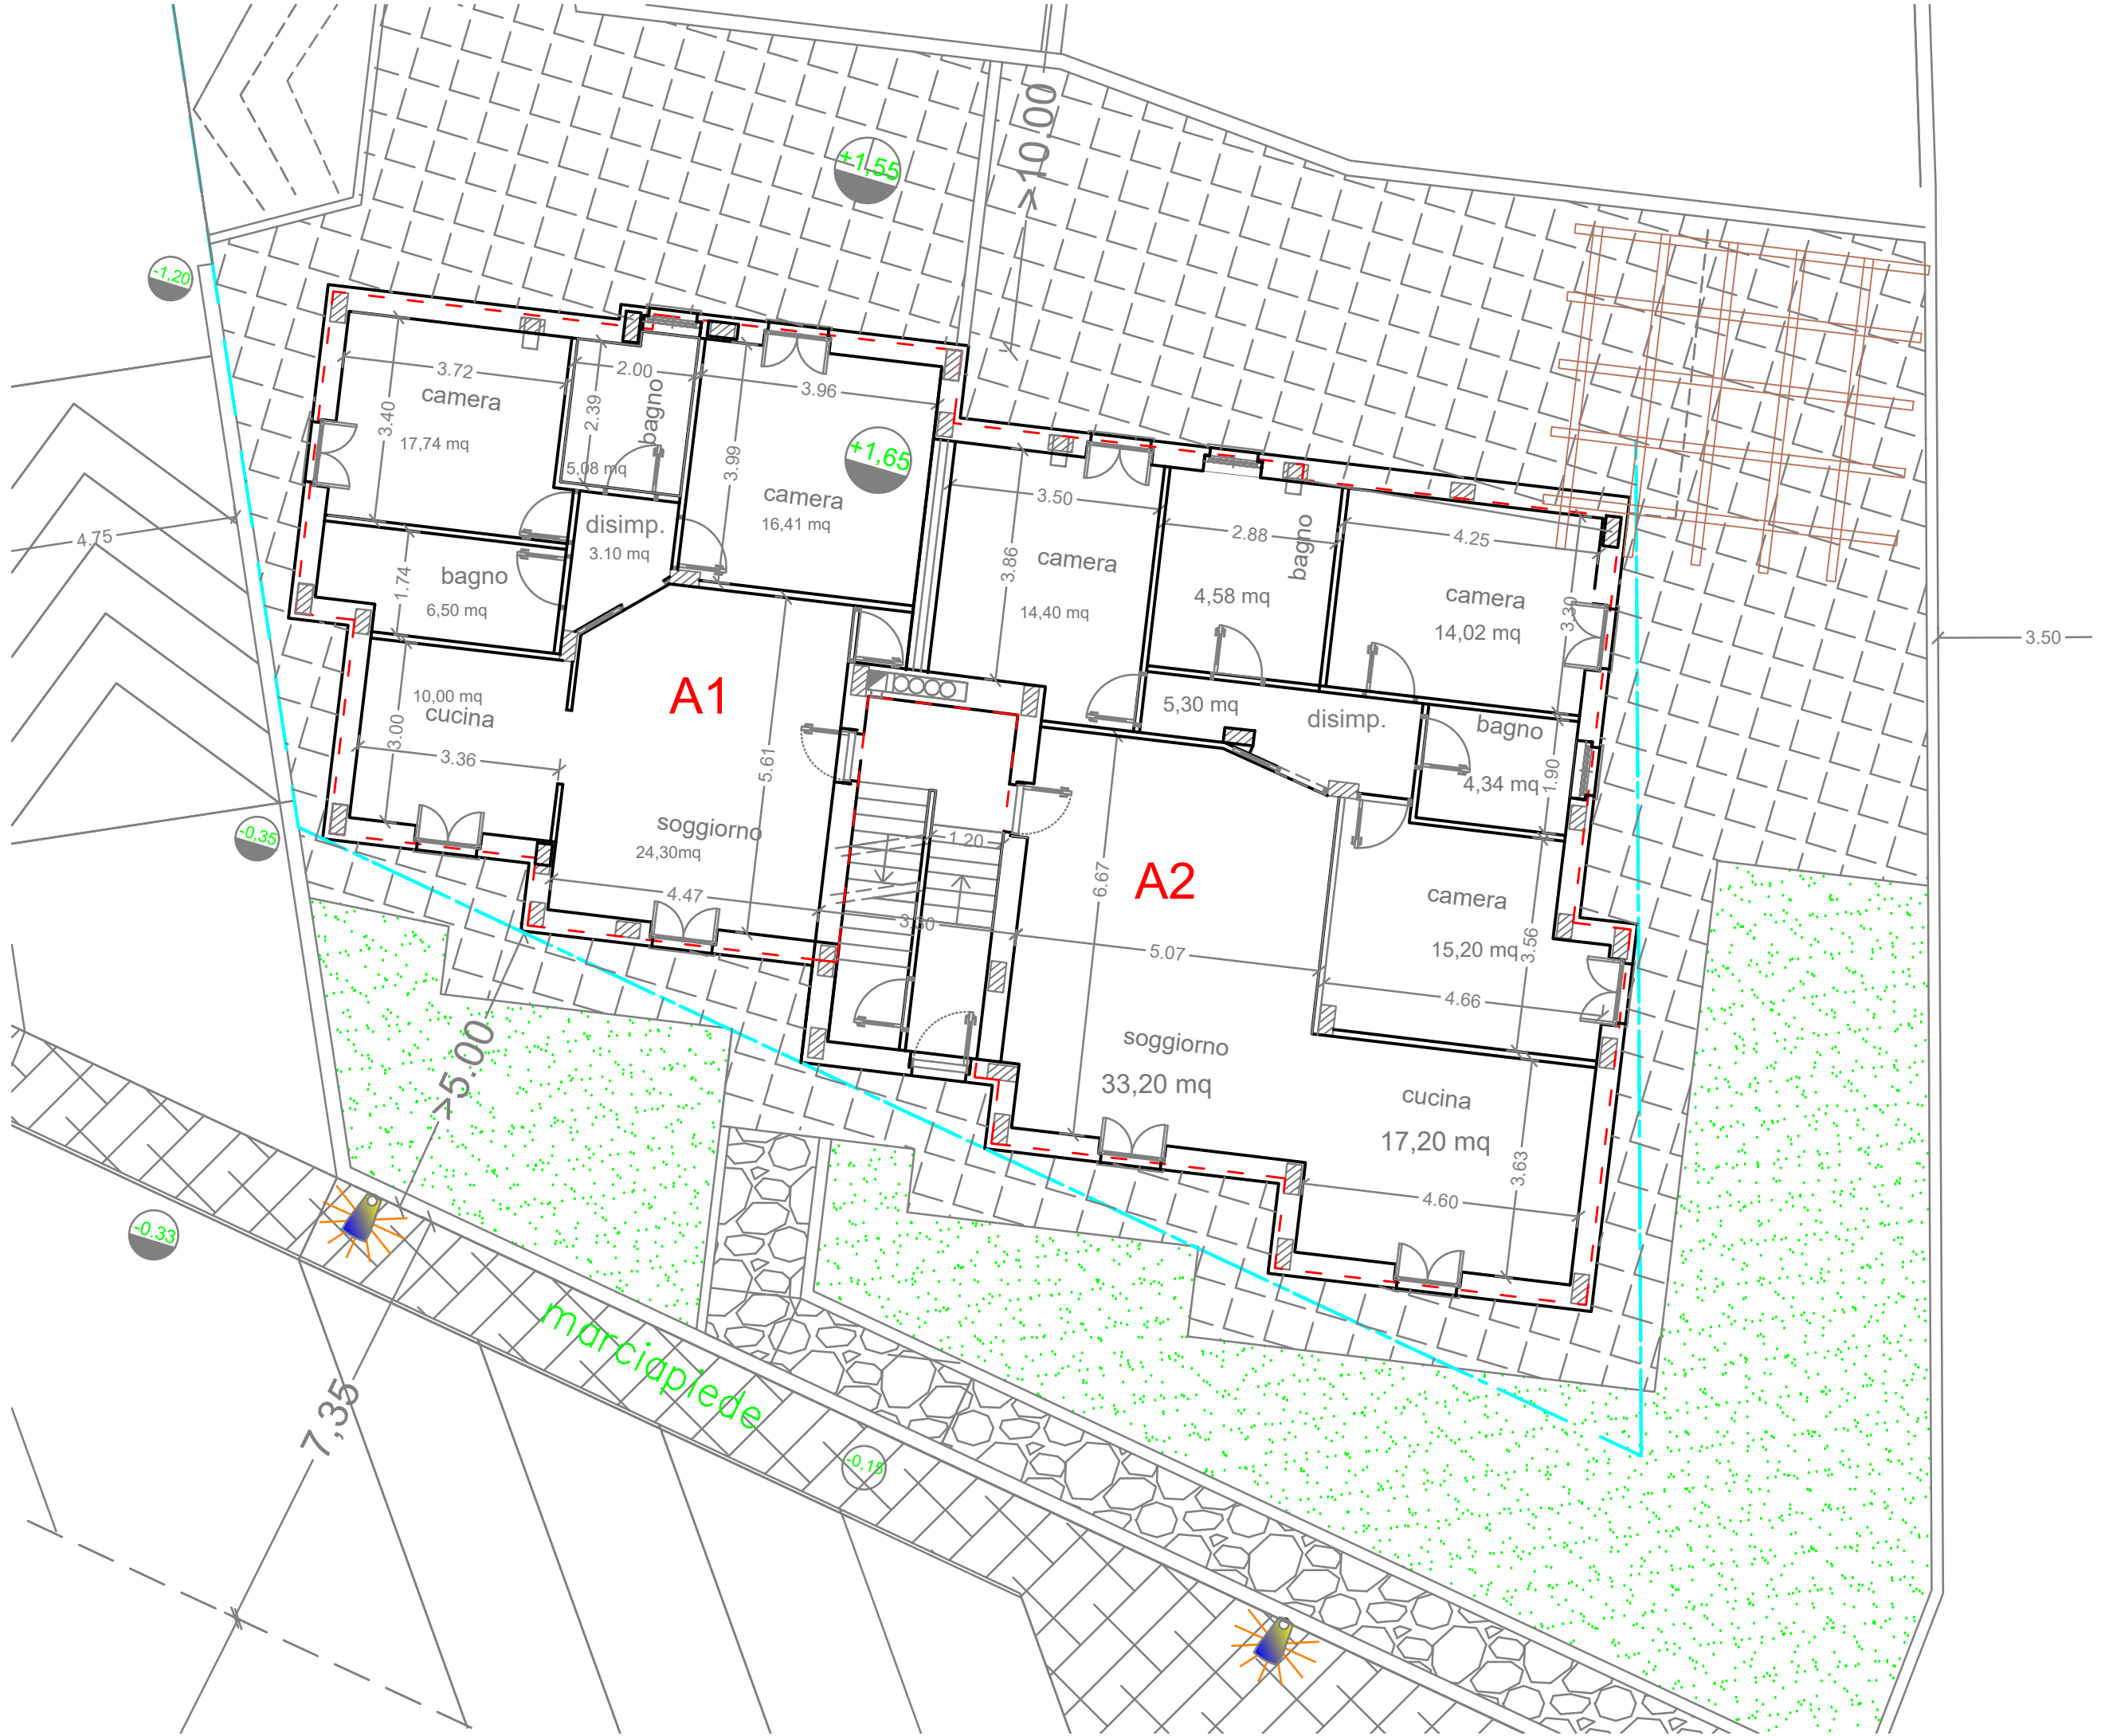 >10.00
+1,55
-1,20
3.72
camera
3.40
17,74 mq
2.00
2.39
bagno
5,08 mq
3.96
3.99
camera
16,41 mq
+1,65
disimp.
3.10 mq
4.75
1.74
bagno
6,50 mq
3.50
3.86
camera
14,40 mq
2.88
bagno
4,58 mq
4.25
camera
14,02 mq
3.30
3.50
10,00 mq
cucina
3.00
3.36
A1
5.61
soggiorno
24,30mq
4.47
5,30 mq
disimp.
bagno
4,34 mq
1.90
-0,35
1.20
3.30
6.67
A2
5.07
camera
15,20 mq
3.56
4.66
soggiorno
33,20 mq
cucina
17,20 mq
3.63
4.60
>5.00
-0.33
marciapiede
7,35
-0,15